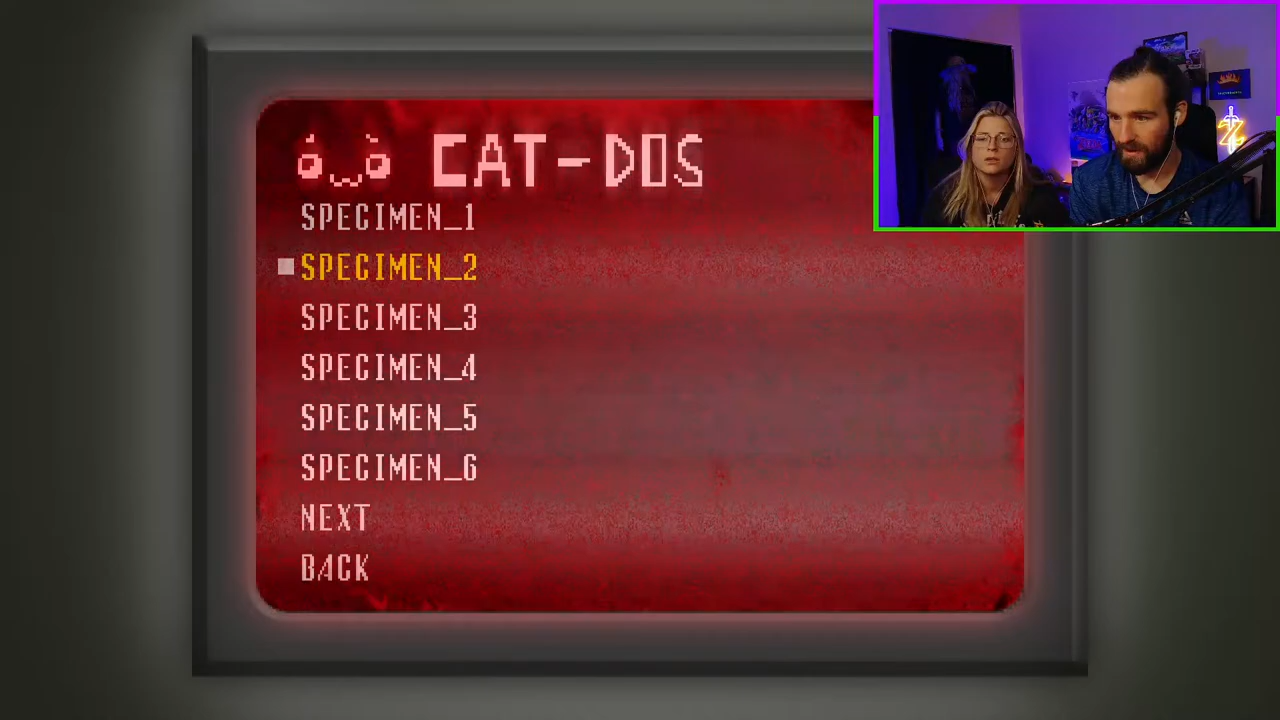 CAT-DOS
SPECIMEN_1
SPECIMEN_2
SPECIMEN_3
SPECIMEN_4
SPECIMEN_5
SPECIMEN_6
NEXT
BACK